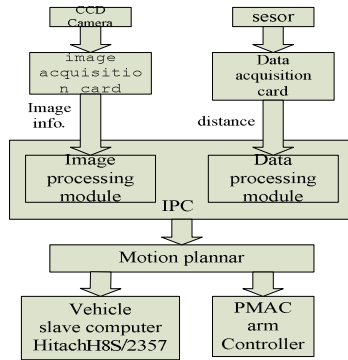 CCD
Camera
sesor
image
acquisitio
n card
Data
acquisition
card
Image
info.
distance
Image
processing
module
Data
processing
module
IPC
Motion plannar
Vehicle
slave computer
HitachH8S/2357
PMAC
arm
Controller